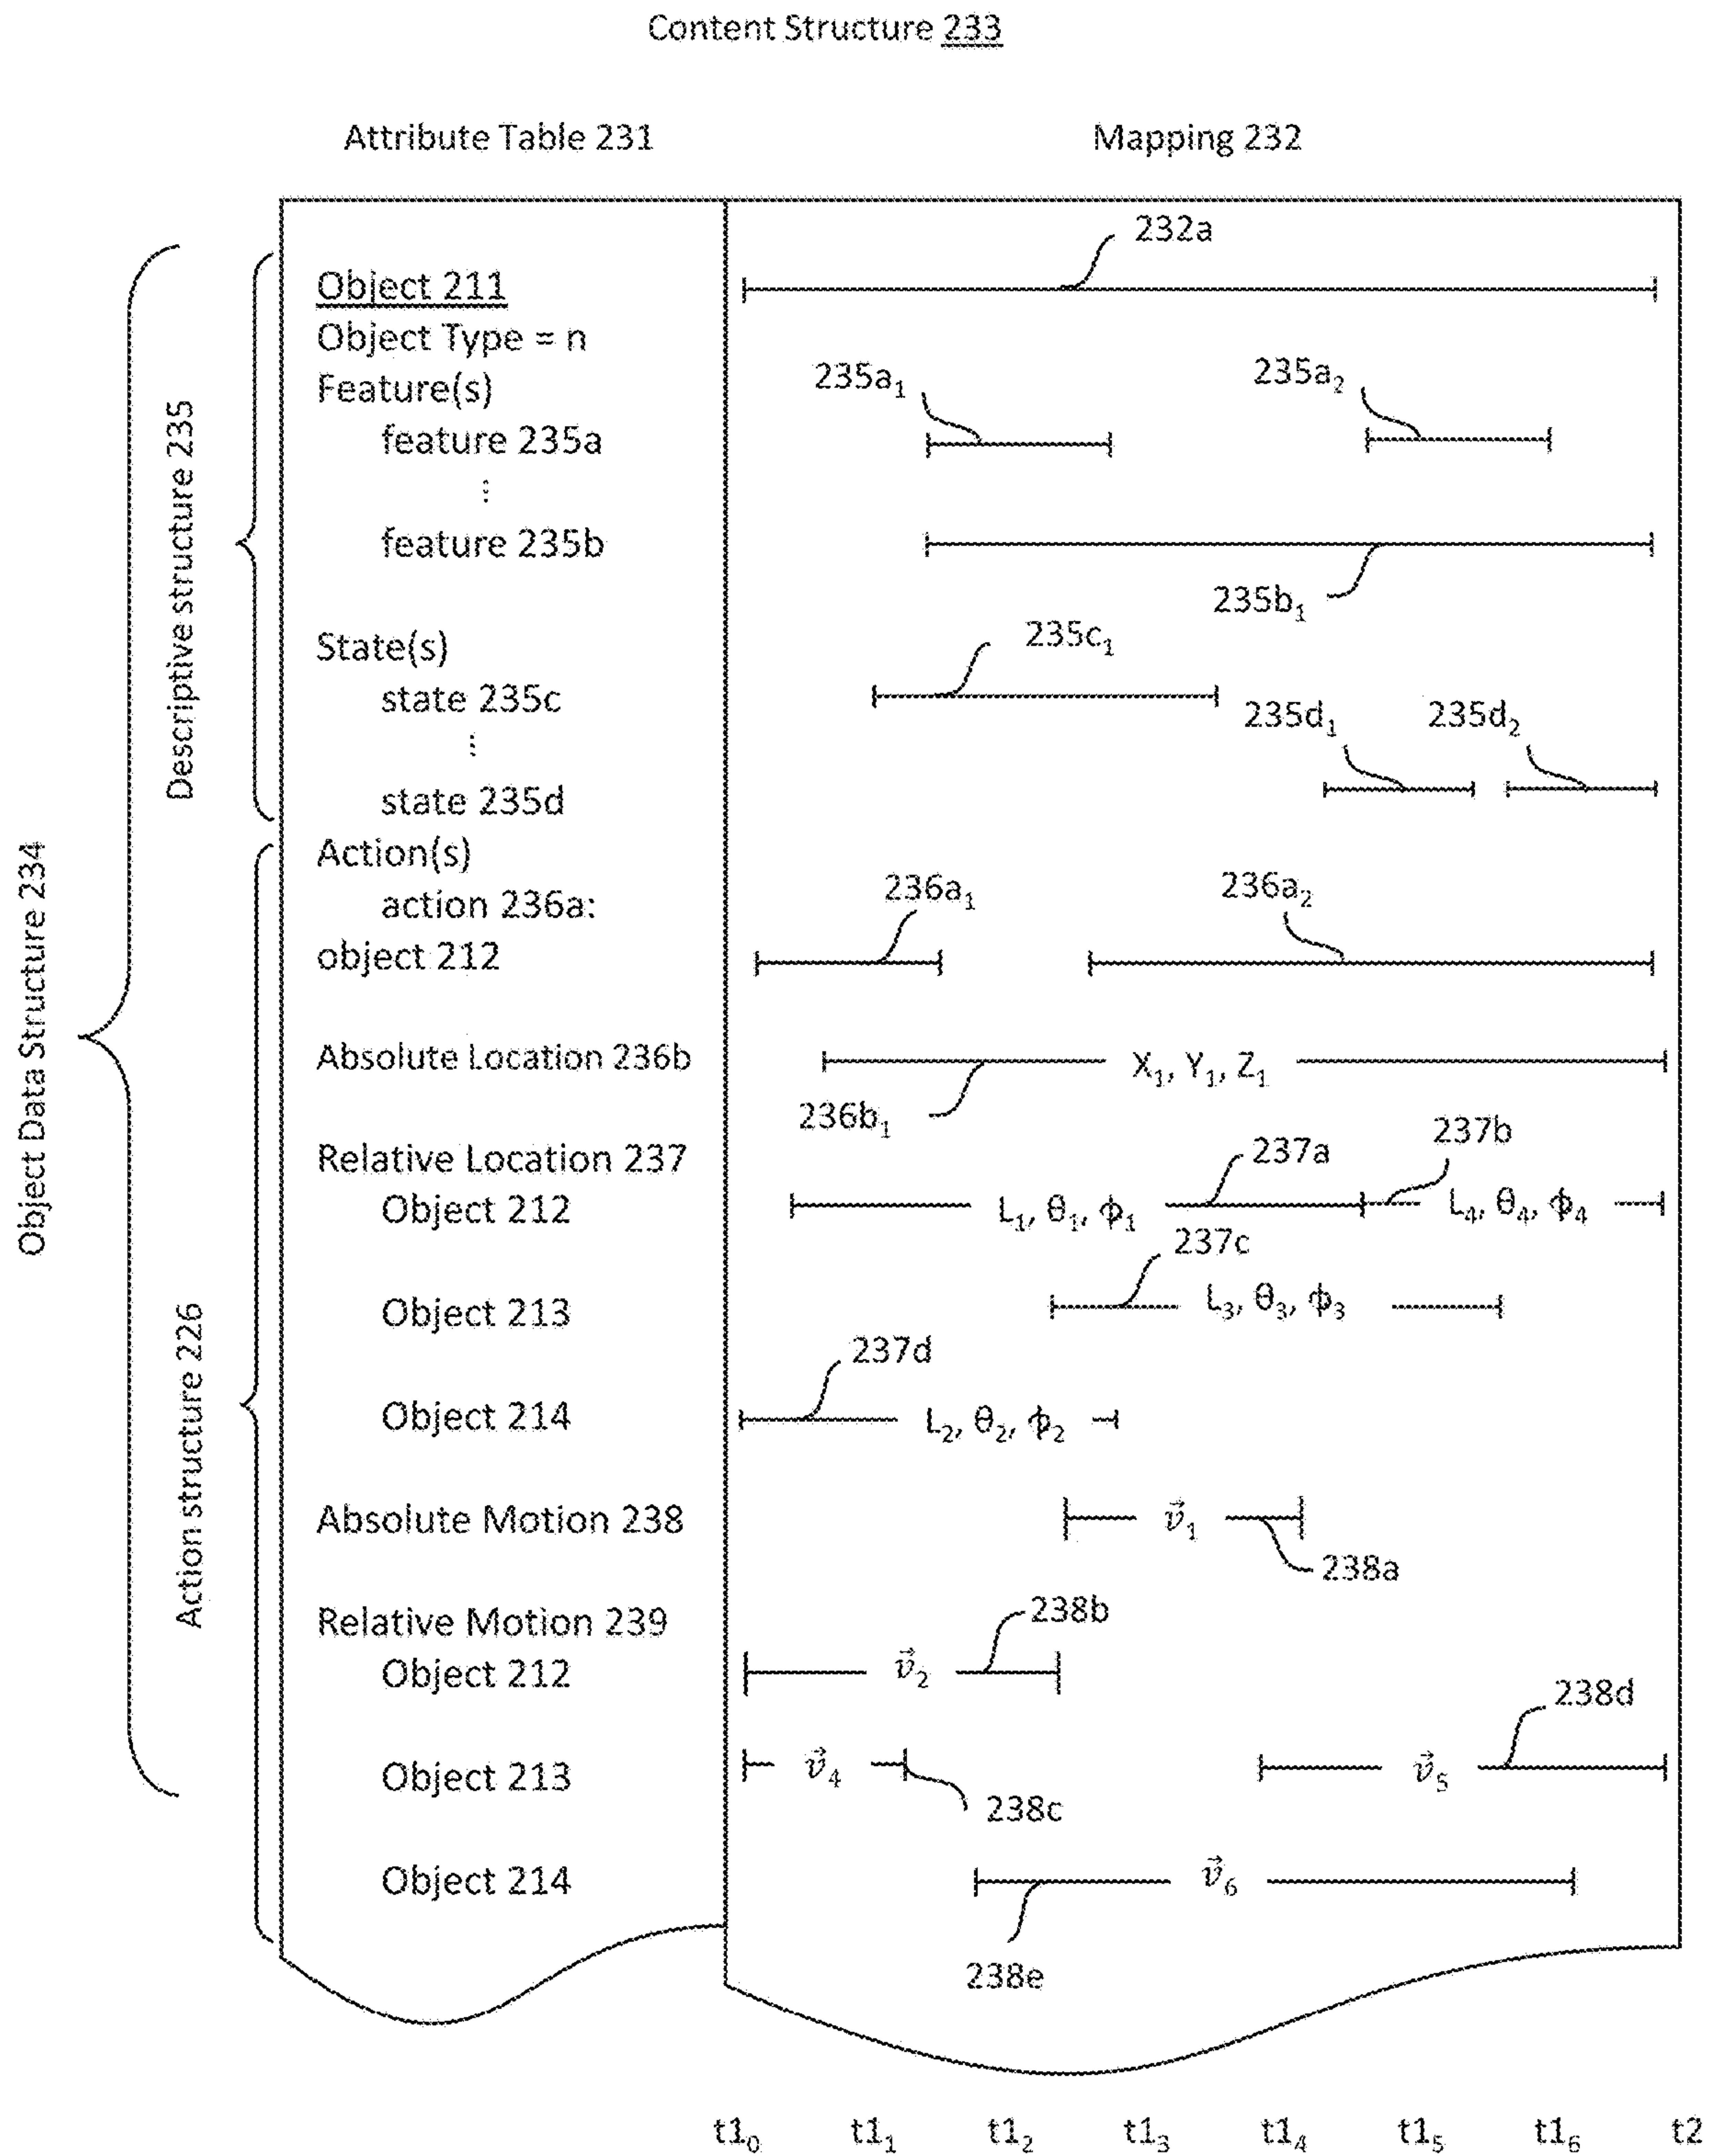 Content Structure 233
Attribute Table 231
Mapping 232
Object Data Structure 234
Descriptive structure 235
Action structure 226
232a
Object 211
Object Type = n
Feature(s)
235a₁
235a₂
feature 235a
⋮
feature 235b
235b₁
State(s)
235c₁
state 235c
⋮
235d₁
235d₂
state 235d
Action(s)
action 236a:
236a₁
236a₂
object 212
Absolute Location 236b
X₁, Y₁, Z₁
236b₁
Relative Location 237
237a
237b
Object 212
L₁, θ₁, ϕ₁
L₄, θ₄, ϕ₄
237c
Object 213
L₃, θ₃, ϕ₃
237d
Object 214
L₂, θ₂, ϕ₂
Absolute Motion 238
v⃗₁
238a
Relative Motion 239
238b
Object 212
v⃗₂
238d
Object 213
v⃗₄
v⃗₅
238c
Object 214
v⃗₆
238e
t1₀ t1₁ t1₂ t1₃ t1₄ t1₅ t1₆ t2